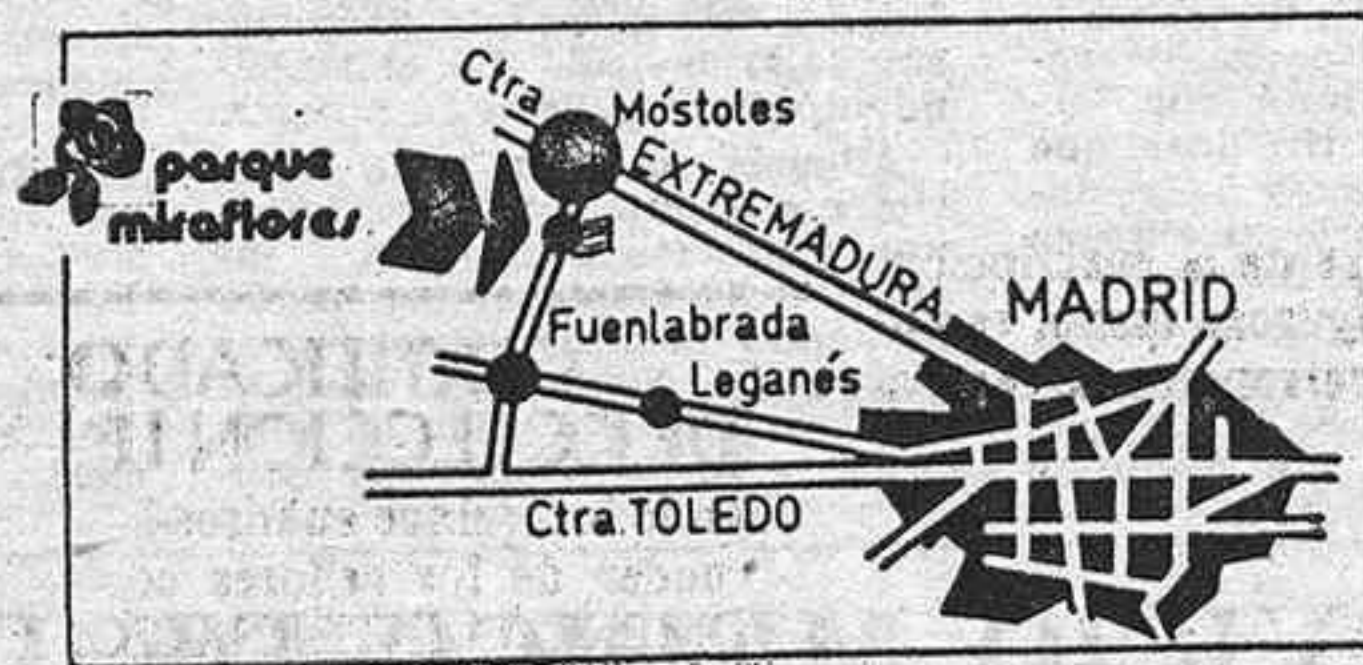 Ctra
Móstoles
EXTREMADURA
parque
miraflores
MADRID
Fuenlabrada
Leganés
Ctra. TOLEDO